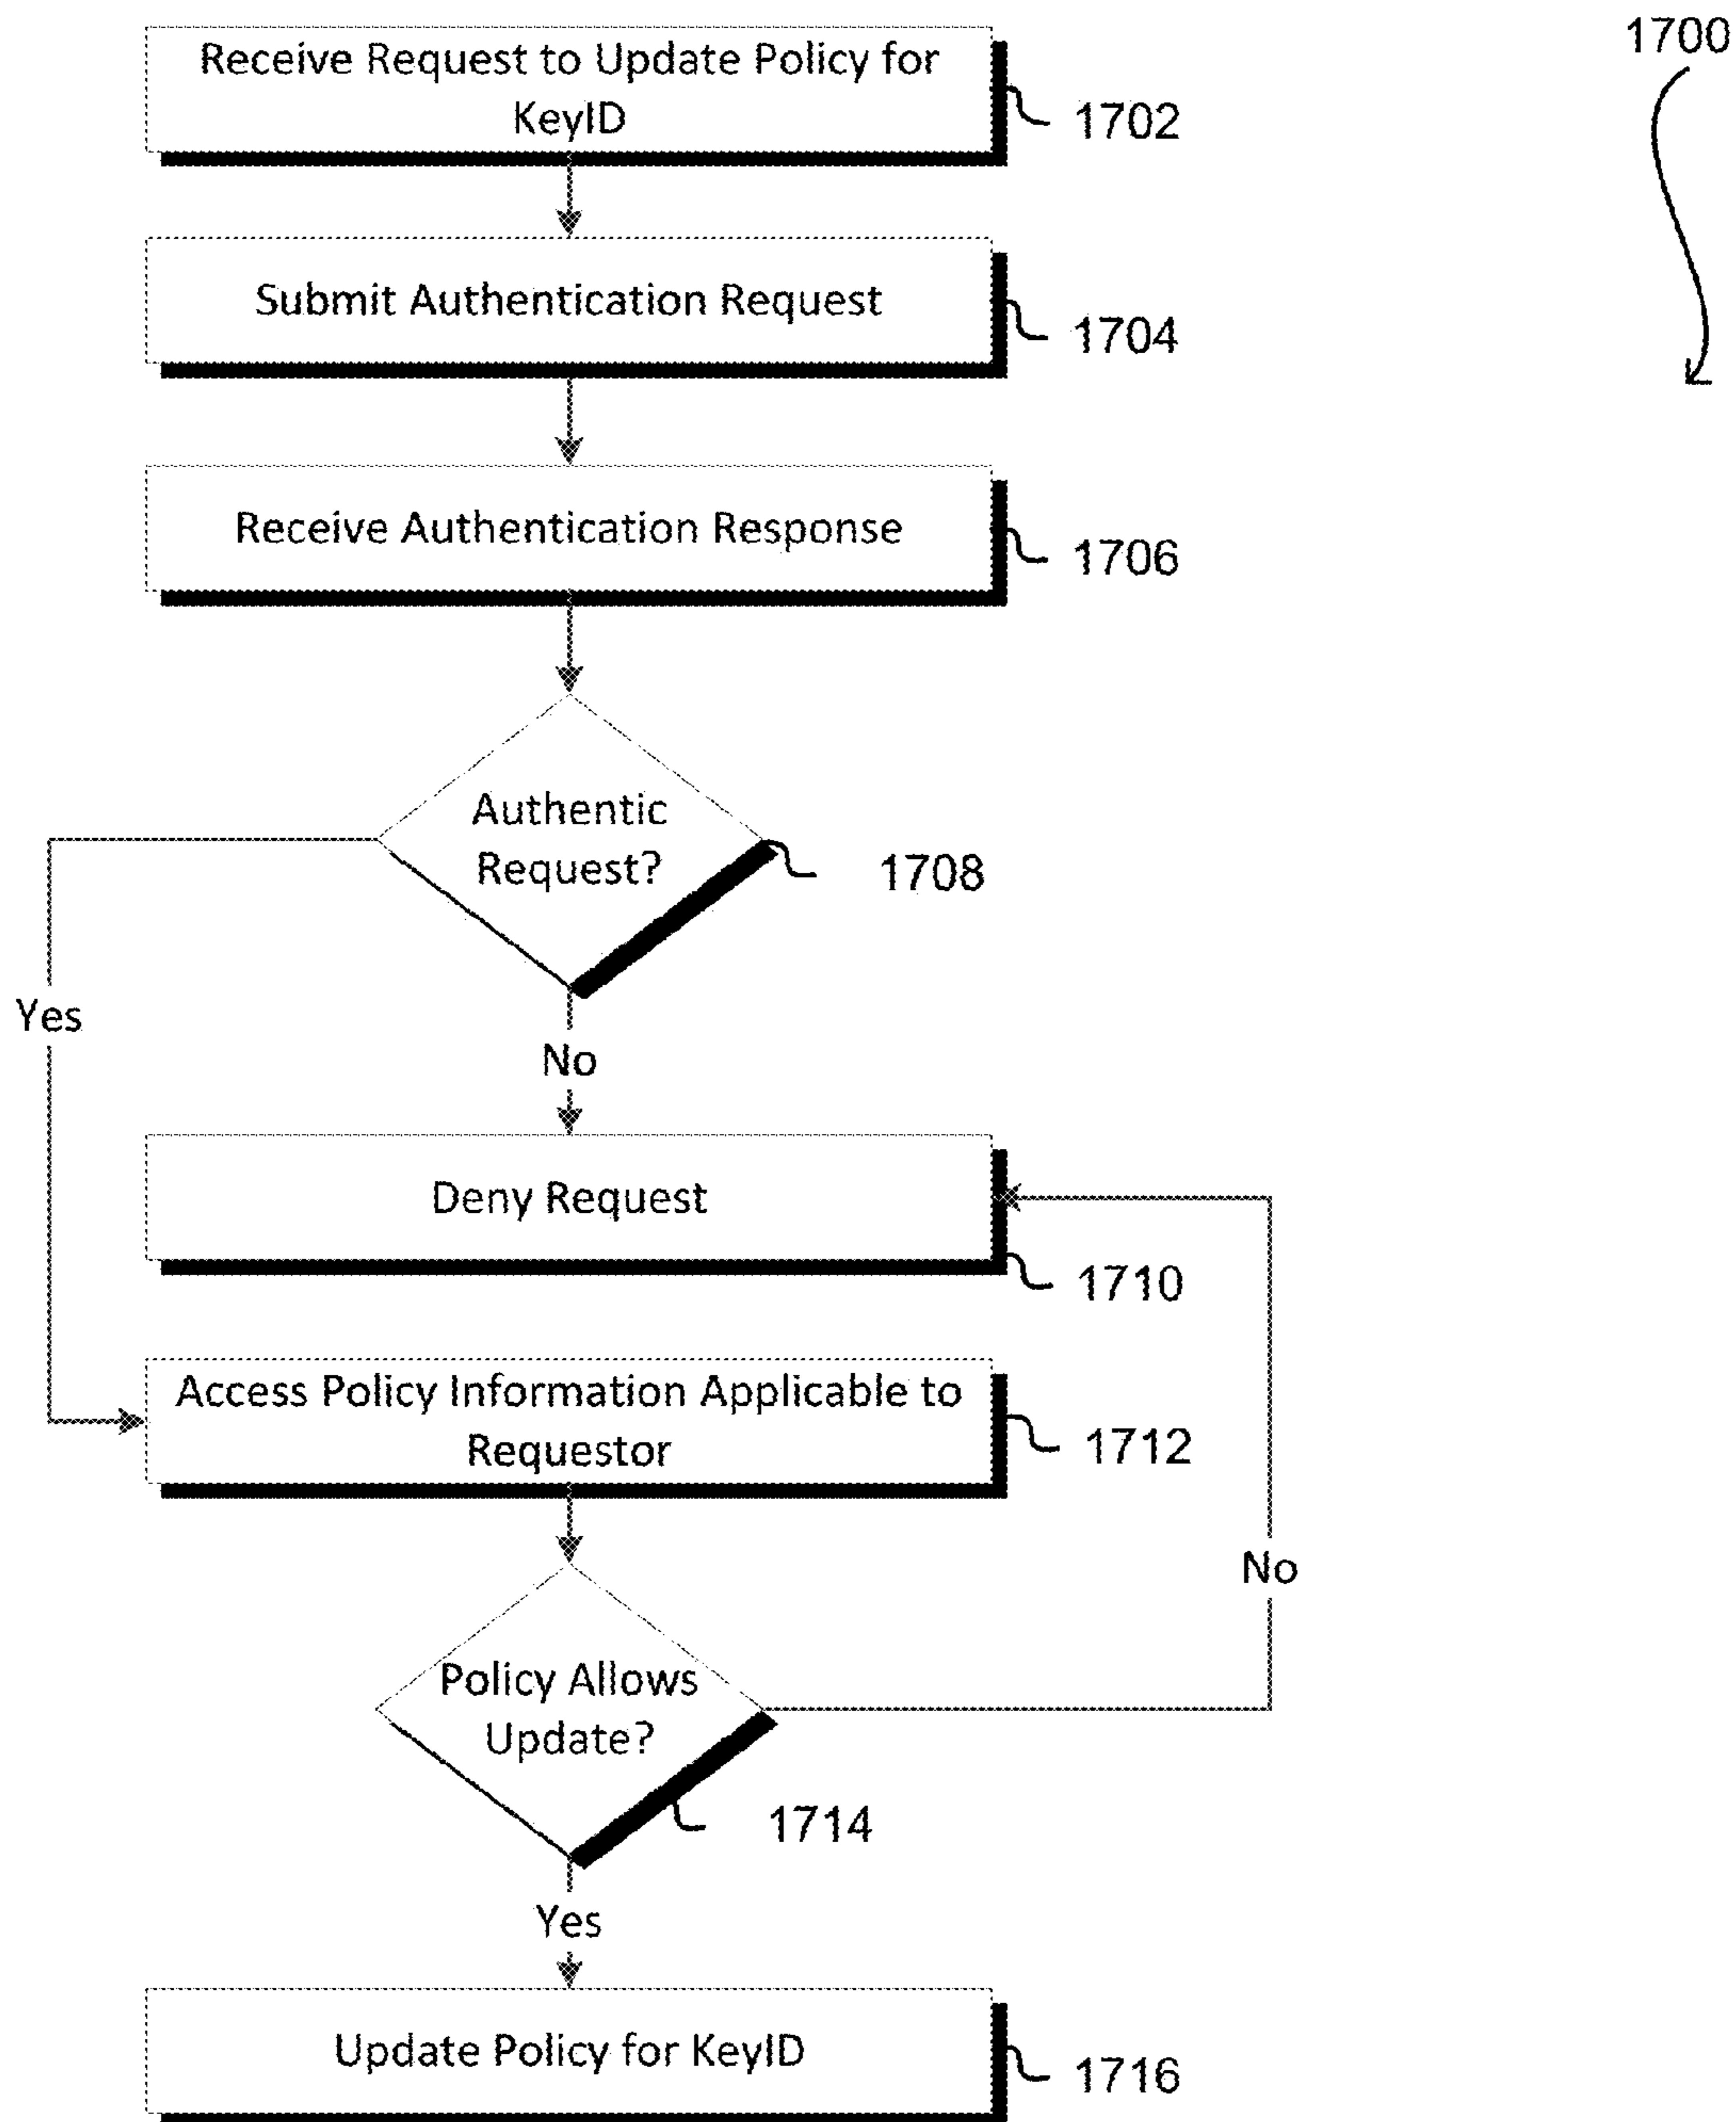 1700
Receive Request to Update Policy for
KeyID
1702
Submit Authentication Request
1704
Receive Authentication Response
1706
Authentic
Request?
1708
Yes
No
Deny Request
1710
Access Policy Information Applicable to
Requestor
1712
No
Policy Allows
Update?
1714
Yes
Update Policy for KeyID
1716